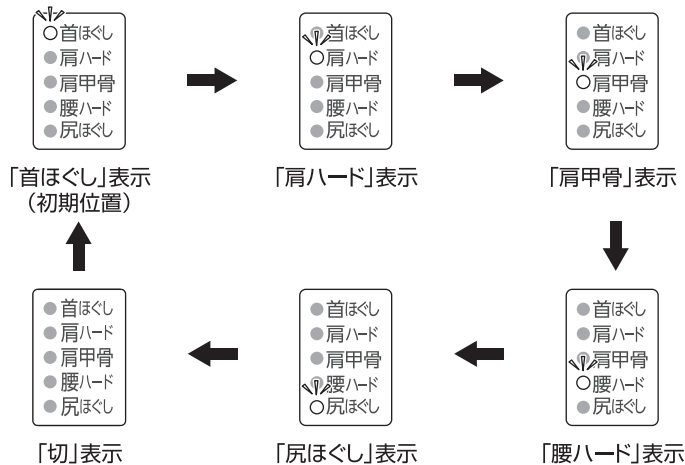 首ほぐし
肩ハード
肩甲骨
腰ハード
尻ほぐし
「首ほぐし」表示
(初期位置)
首ほぐし
肩ハード
肩甲骨
腰ハード
尻ほぐし
「肩ハード」表示
首ほぐし
肩ハード
肩甲骨
腰ハード
尻ほぐし
「肩甲骨」表示
首ほぐし
肩ハード
肩甲骨
腰ハード
尻ほぐし
「腰ハード」表示
首ほぐし
肩ハード
肩甲骨
腰ハード
尻ほぐし
「尻ほぐし」表示
首ほぐし
肩ハード
肩甲骨
腰ハード
尻ほぐし
「切」表示